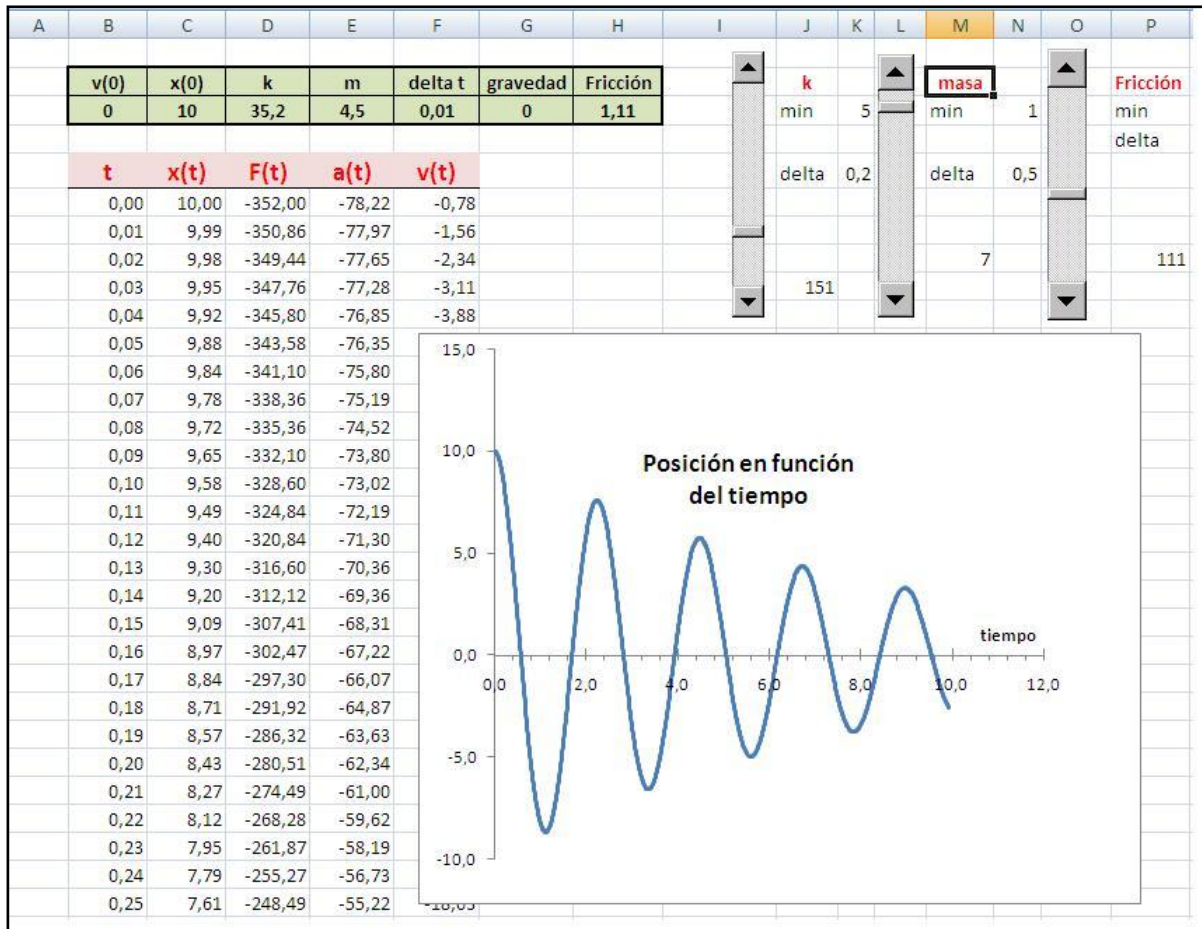 A B C D E F G H I J K L M N O P
v(0) x(0) k m delta t gravedad Fricción
0 10 35,2 4,5 0,01 0 1,11
k masa Fricción
min 5 min 1 min
delta
t x(t) F(t) a(t) v(t)
delta 0,2 delta 0,5
0,00 10,00 -352,00 -78,22 -0,78
0,01 9,99 -350,86 -77,97 -1,56
0,02 9,98 -349,44 -77,65 -2,34
7 111
0,03 9,95 -347,76 -77,28 -3,11
151
0,04 9,92 -345,80 -76,85 -3,88
0,05 9,88 -343,58 -76,35
0,06 9,84 -341,10 -75,80
0,07 9,78 -338,36 -75,19
0,08 9,72 -335,36 -74,52
0,09 9,65 -332,10 -73,80
0,10 9,58 -328,60 -73,02
0,11 9,49 -324,84 -72,19
0,12 9,40 -320,84 -71,30
0,13 9,30 -316,60 -70,36
0,14 9,20 -312,12 -69,36
0,15 9,09 -307,41 -68,31
0,16 8,97 -302,47 -67,22
0,17 8,84 -297,30 -66,07
0,18 8,71 -291,92 -64,87
0,19 8,57 -286,32 -63,63
0,20 8,43 -280,51 -62,34
0,21 8,27 -274,49 -61,00
0,22 8,12 -268,28 -59,62
0,23 7,95 -261,87 -58,19
0,24 7,79 -255,27 -56,73
0,25 7,61 -248,49 -55,22
Posición en función
del tiempo
15,0
10,0
5,0
0,0
-5,0
-10,0
tiempo
0,0 2,0 4,0 6,0 8,0 10,0 12,0